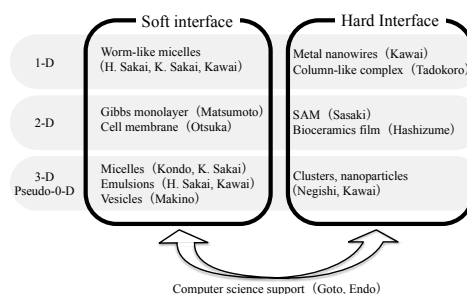 Soft interface
Hard Interface
1-D
Worm-like micelles
(H. Sakai, K. Sakai, Kawai)
Metal nanowires (Kawai)
Column-like complex (Tadokoro)
2-D
Gibbs monolayer (Matsumoto)
Cell membrane (Otsuka)
SAM (Sasaki)
Bioceramics film (Hashizume)
3-D
Pseudo-0-D
Micelles (Kondo, K. Sakai)
Emulsions (H. Sakai, Kawai)
Vesicles (Makino)
Clusters, nanoparticles
(Negishi, Kawai)
Computer science support (Goto, Endo)